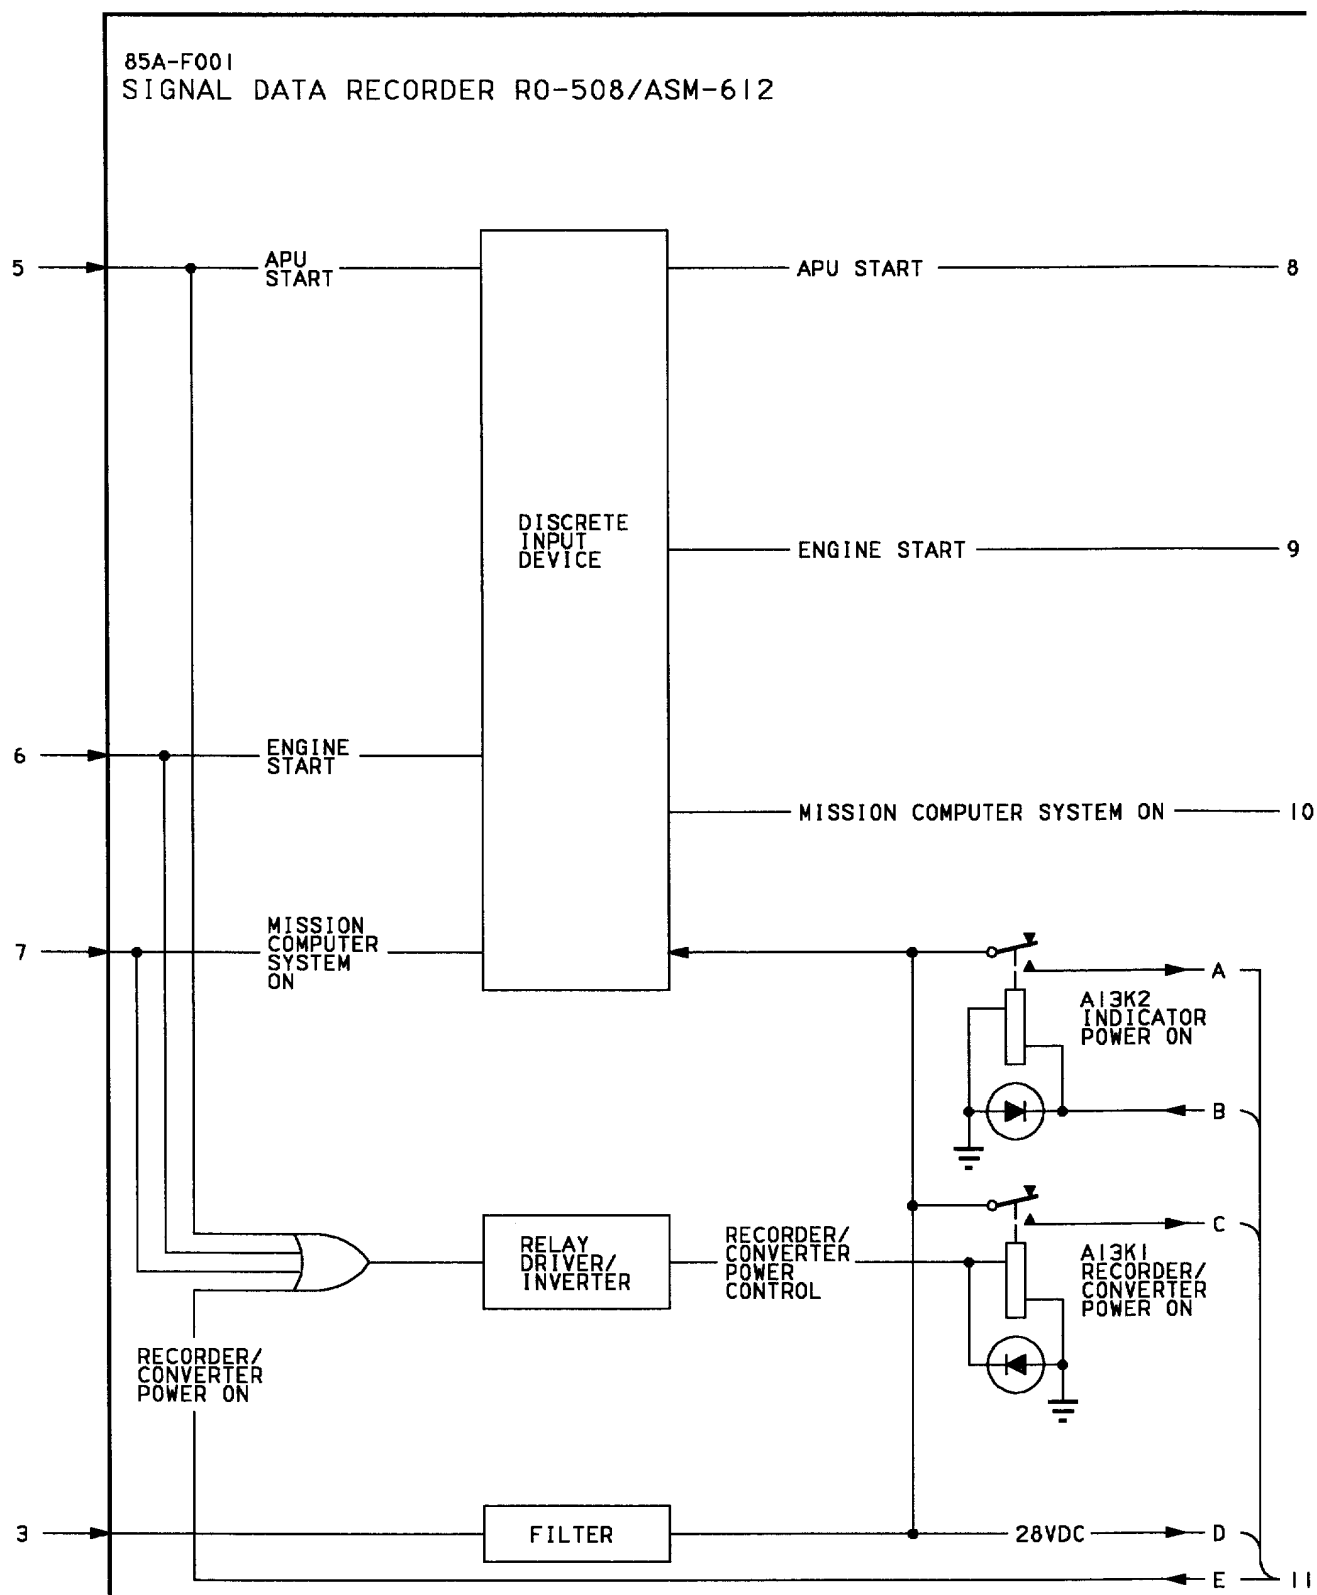 85A-F001
SIGNAL DATA RECORDER RO-508/ASM-612
5
APU
START
APU START
8
DISCRETE
INPUT
DEVICE
ENGINE START
9
6
ENGINE
START
MISSION COMPUTER SYSTEM ON
10
7
MISSION
COMPUTER
SYSTEM
ON
A
A13K2
INDICATOR
POWER ON
B
RELAY
DRIVER/
INVERTER
RECORDER/
CONVERTER
POWER
CONTROL
C
A13K1
RECORDER/
CONVERTER
POWER ON
RECORDER/
CONVERTER
POWER ON
3
FILTER
28VDC
D
E
11